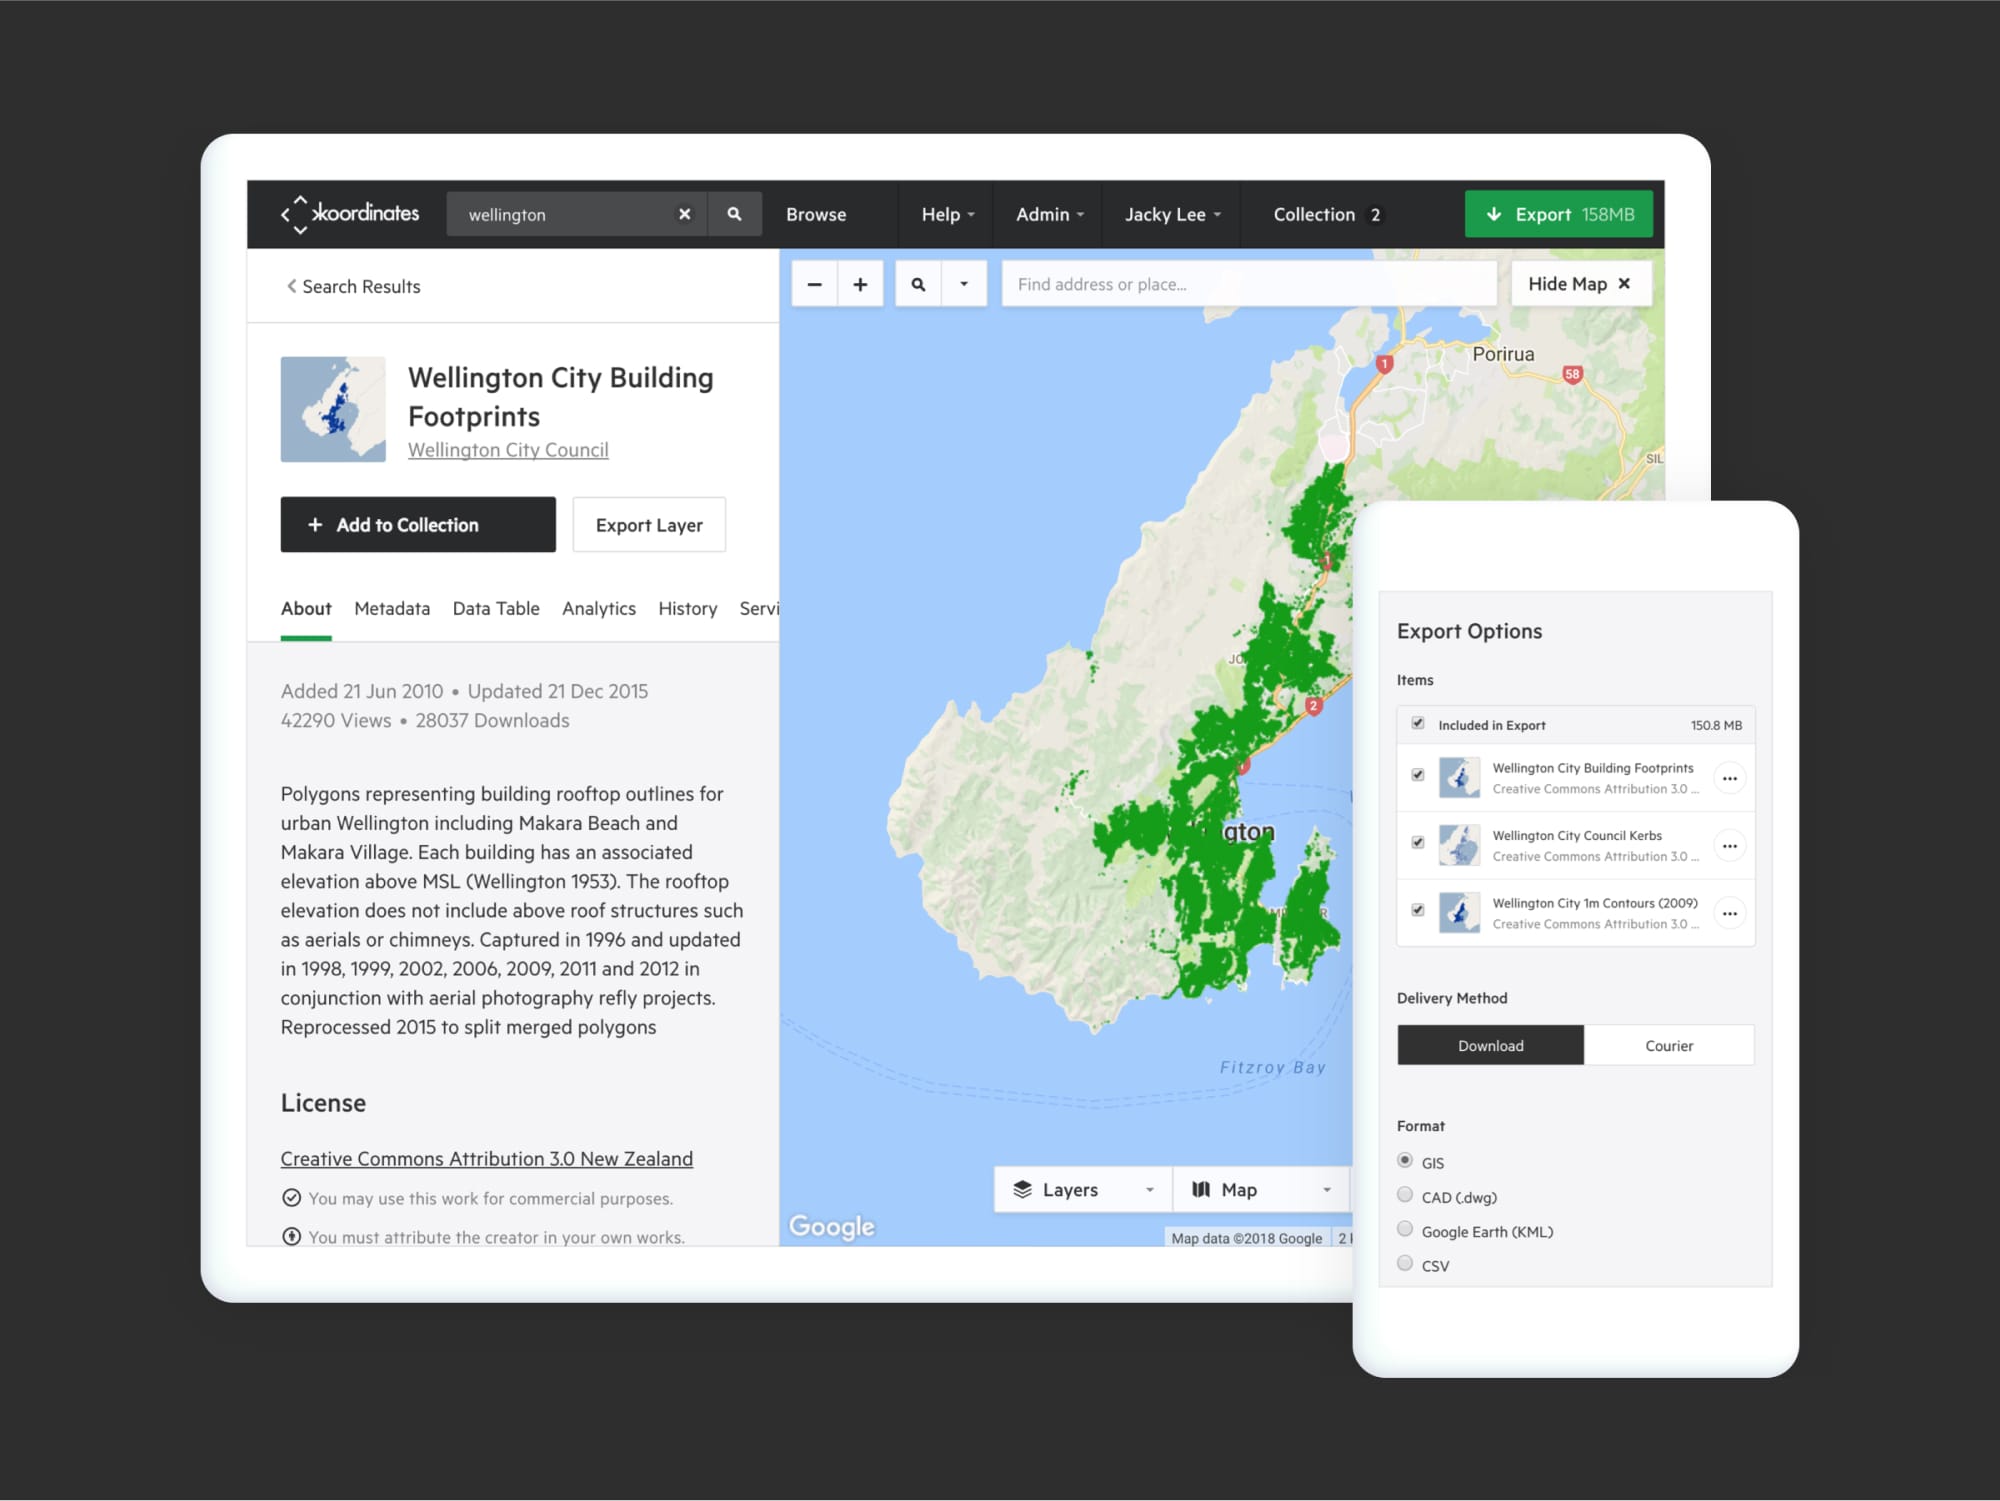 koordinates
wellington
Browse
Help
Admin
Jacky Lee
Collection 2
Export 158MB
Search Results
Find address or place...
Hide Map
Wellington City Building
Footprints
Wellington City Council
+ Add to Collection
Export Layer
About Metadata Data Table Analytics History Servi
Added 21 Jun 2010 • Updated 21 Dec 2015
42290 Views • 28037 Downloads
Polygons representing building rooftop outlines for
urban Wellington including Makara Beach and
Makara Village. Each building has an associated
elevation above MSL (Wellington 1953). The rooftop
elevation does not include above roof structures such
as aerials or chimneys. Captured in 1996 and updated
in 1998, 1999, 2002, 2006, 2009, 2011 and 2012 in
conjunction with aerial photography refly projects.
Reprocessed 2015 to split merged polygons
License
Creative Commons Attribution 3.0 New Zealand
You may use this work for commercial purposes.
You must attribute the creator in your own works.
Porirua
1
58
SIL
1
JO
2
gton
Fitzroy Bay
Layers
Map
Google
Map data ©2018 Google
2
Export Options
Items
Included in Export 150.8 MB
Wellington City Building Footprints
Creative Commons Attribution 3.0 ...
Wellington City Council Kerbs
Creative Commons Attribution 3.0 ...
Wellington City 1m Contours (2009)
Creative Commons Attribution 3.0 ...
Delivery Method
Download
Courier
Format
GIS
CAD (.dwg)
Google Earth (KML)
CSV